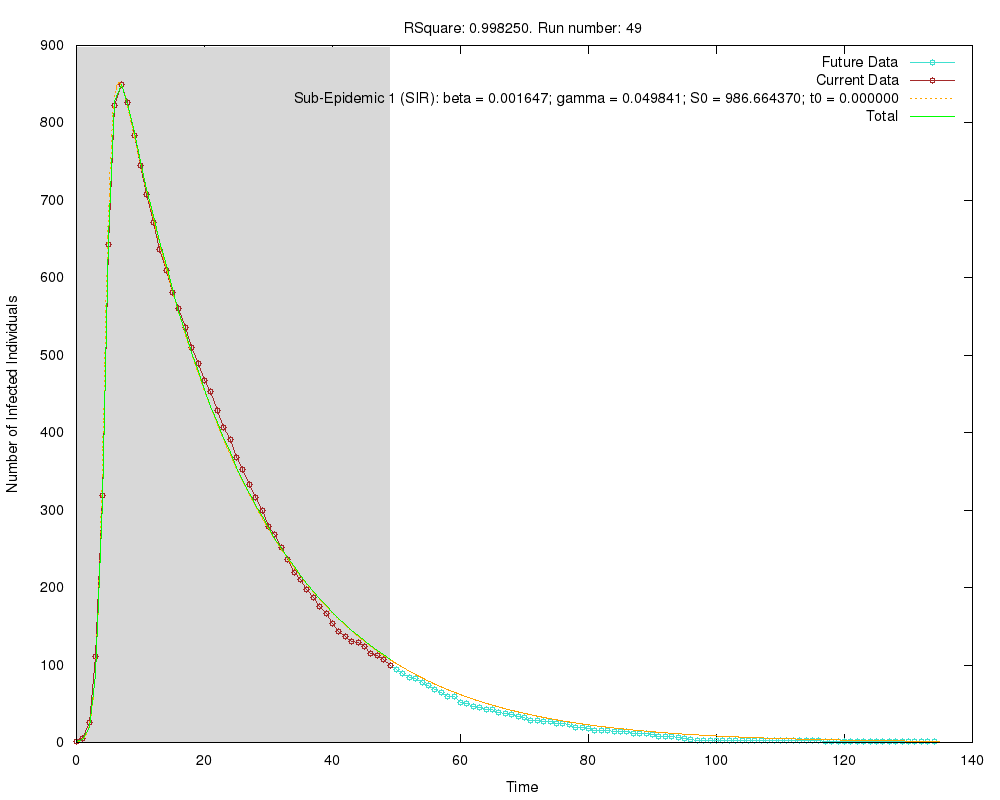 RSquare: 0.998250. Run number: 49
900
800
700
600
500
400
300
200
100
0
Number of Infected Individuals
Future Data
Current Data
Sub-Epidemic 1 (SIR): beta = 0.001647; gamma = 0.049841; S0 = 986.664370; t0 = 0.000000
Total
0 20 40 60 80 100 120 140
Time